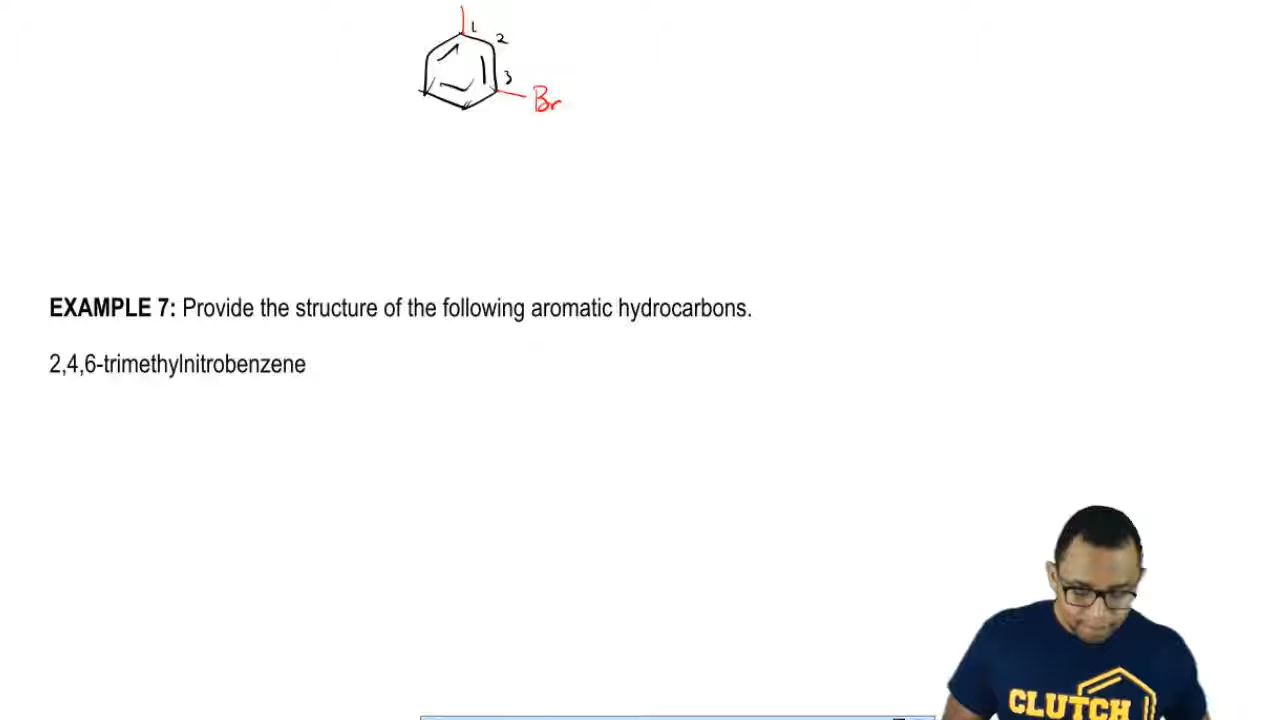 1
2
3
Br
EXAMPLE 7: Provide the structure of the following aromatic hydrocarbons.
2,4,6-trimethylnitrobenzene
CLUTCH